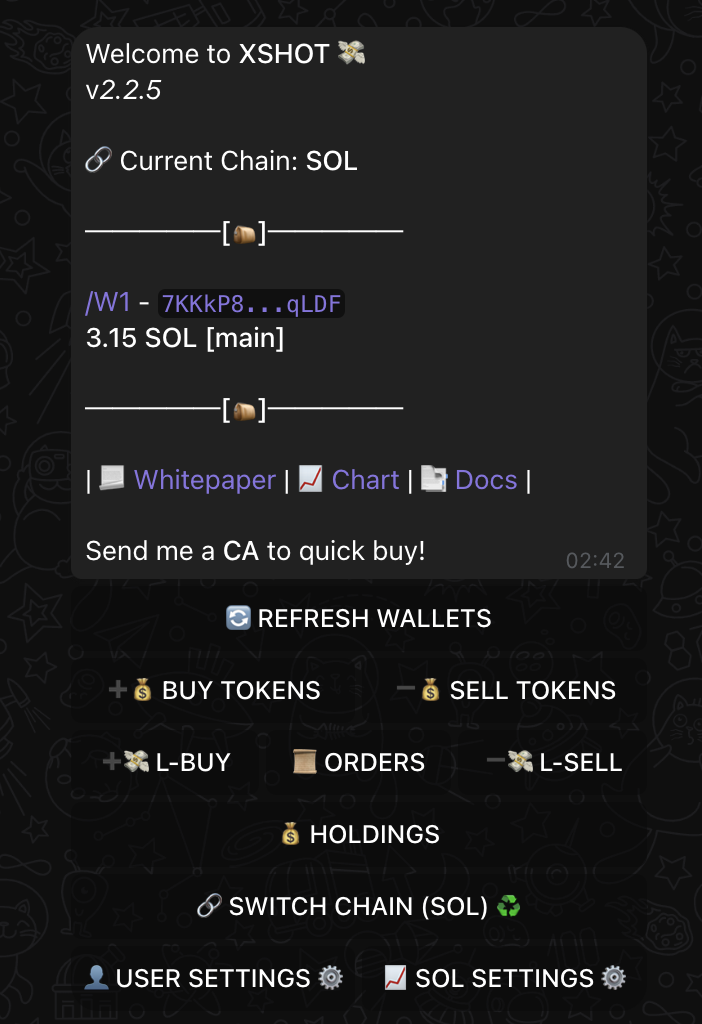 Welcome to XSHOT 💸
v2.2.5
🔗 Current Chain: SOL
——————[🪵]——————
/W1 - 7KKkP8...qLDF
3.15 SOL [main]
——————[🪵]——————
| 📃 Whitepaper | 📈 Chart | 📑 Docs |
Send me a CA to quick buy!
02:42
🔄 REFRESH WALLETS
➕💰 BUY TOKENS ➖💰 SELL TOKENS
➕💸 L-BUY 📜 ORDERS ➖💸 L-SELL
💰 HOLDINGS
🔗 SWITCH CHAIN (SOL) ♻️
👤 USER SETTINGS ⚙️ 📈 SOL SETTINGS ⚙️